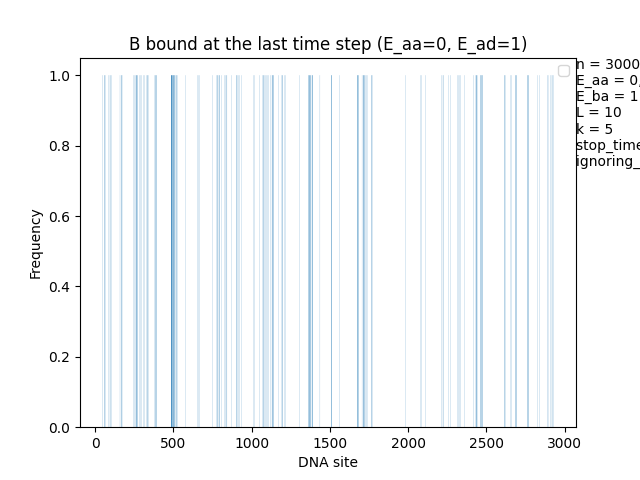 B bound at the last time step (E_aa=0, E_ad=1)
n = 3000
E_aa = 0,
E_ba = 1
L = 10
k = 5
stop_time
ignoring_
Frequency
1.0
0.8
0.6
0.4
0.2
0.0
0 500 1000 1500 2000 2500 3000
DNA site